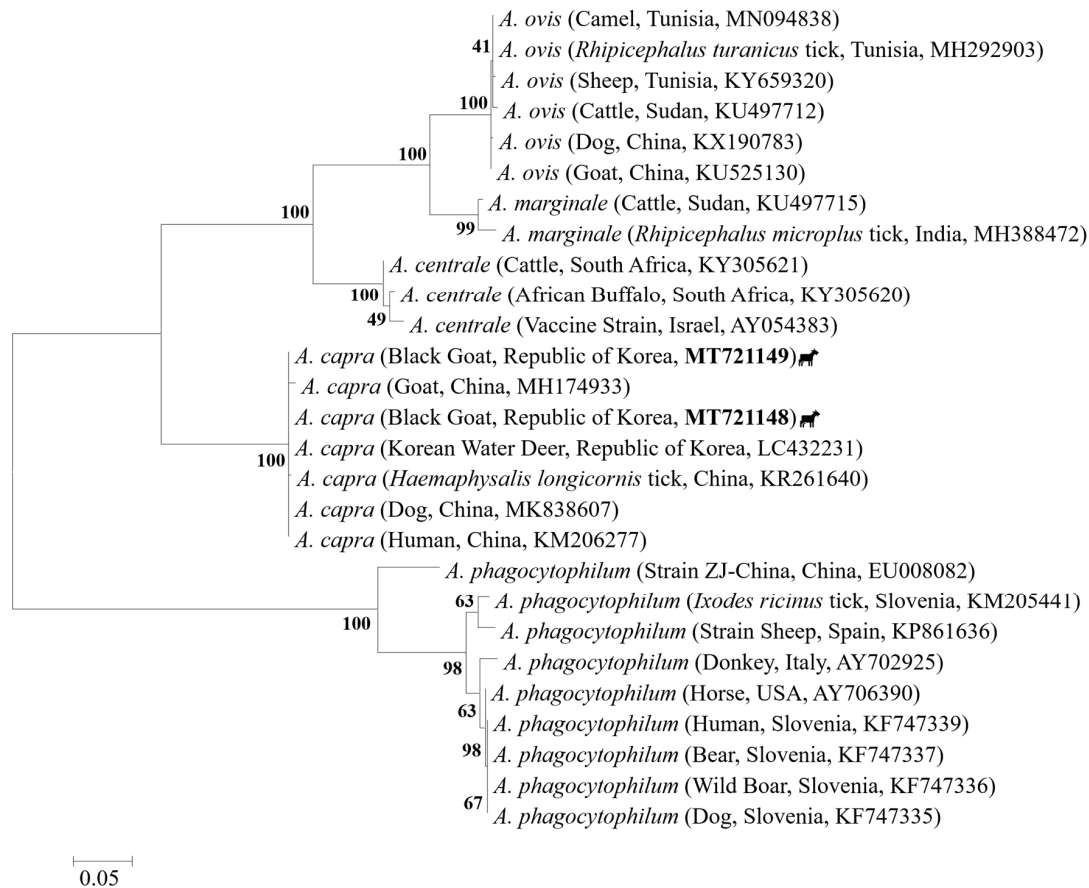 A. ovis (Camel, Tunisia, MN094838)
41
A. ovis (Rhipicephalus turanicus tick, Tunisia, MH292903)
A. ovis (Sheep, Tunisia, KY659320)
100
A. ovis (Cattle, Sudan, KU497712)
A. ovis (Dog, China, KX190783)
100
A. ovis (Goat, China, KU525130)
A. marginale (Cattle, Sudan, KU497715)
100
99
A. marginale (Rhipicephalus microplus tick, India, MH388472)
A. centrale (Cattle, South Africa, KY305621)
100
A. centrale (African Buffalo, South Africa, KY305620)
49
A. centrale (Vaccine Strain, Israel, AY054383)
A. capra (Black Goat, Republic of Korea, MT721149)
A. capra (Goat, China, MH174933)
A. capra (Black Goat, Republic of Korea, MT721148)
A. capra (Korean Water Deer, Republic of Korea, LC432231)
100
A. capra (Haemaphysalis longicornis tick, China, KR261640)
A. capra (Dog, China, MK838607)
A. capra (Human, China, KM206277)
A. phagocytophilum (Strain ZJ-China, China, EU008082)
63
A. phagocytophilum (Ixodes ricinus tick, Slovenia, KM205441)
100
A. phagocytophilum (Strain Sheep, Spain, KP861636)
98
A. phagocytophilum (Donkey, Italy, AY702925)
A. phagocytophilum (Horse, USA, AY706390)
63
A. phagocytophilum (Human, Slovenia, KF747339)
98
A. phagocytophilum (Bear, Slovenia, KF747337)
A. phagocytophilum (Wild Boar, Slovenia, KF747336)
67
A. phagocytophilum (Dog, Slovenia, KF747335)
0.05